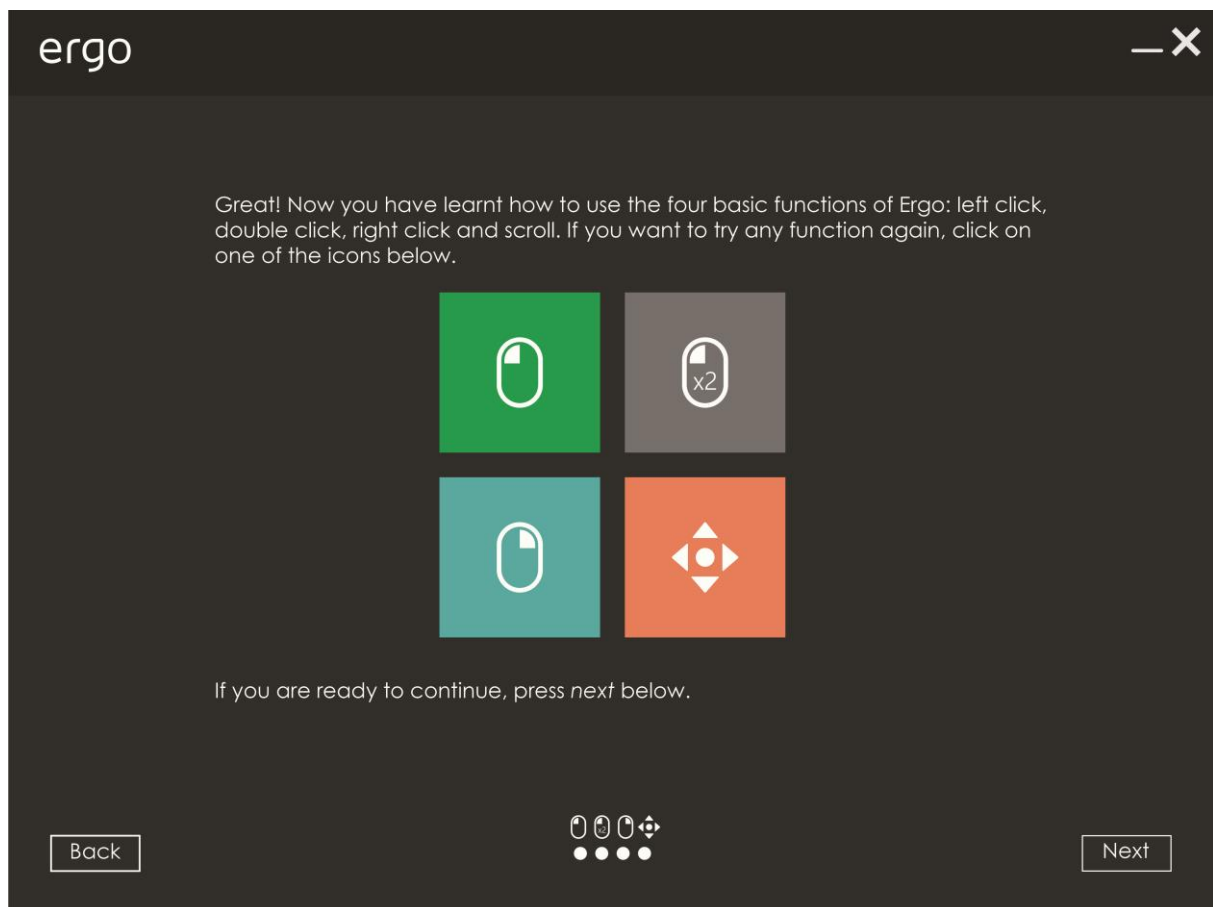 ergo
Great! Now you have learnt how to use the four basic functions of Ergo: left click,
double click, right click and scroll. If you want to try any function again, click on
one of the icons below.
x2
If you are ready to continue, press next below.
x2
Back
Next